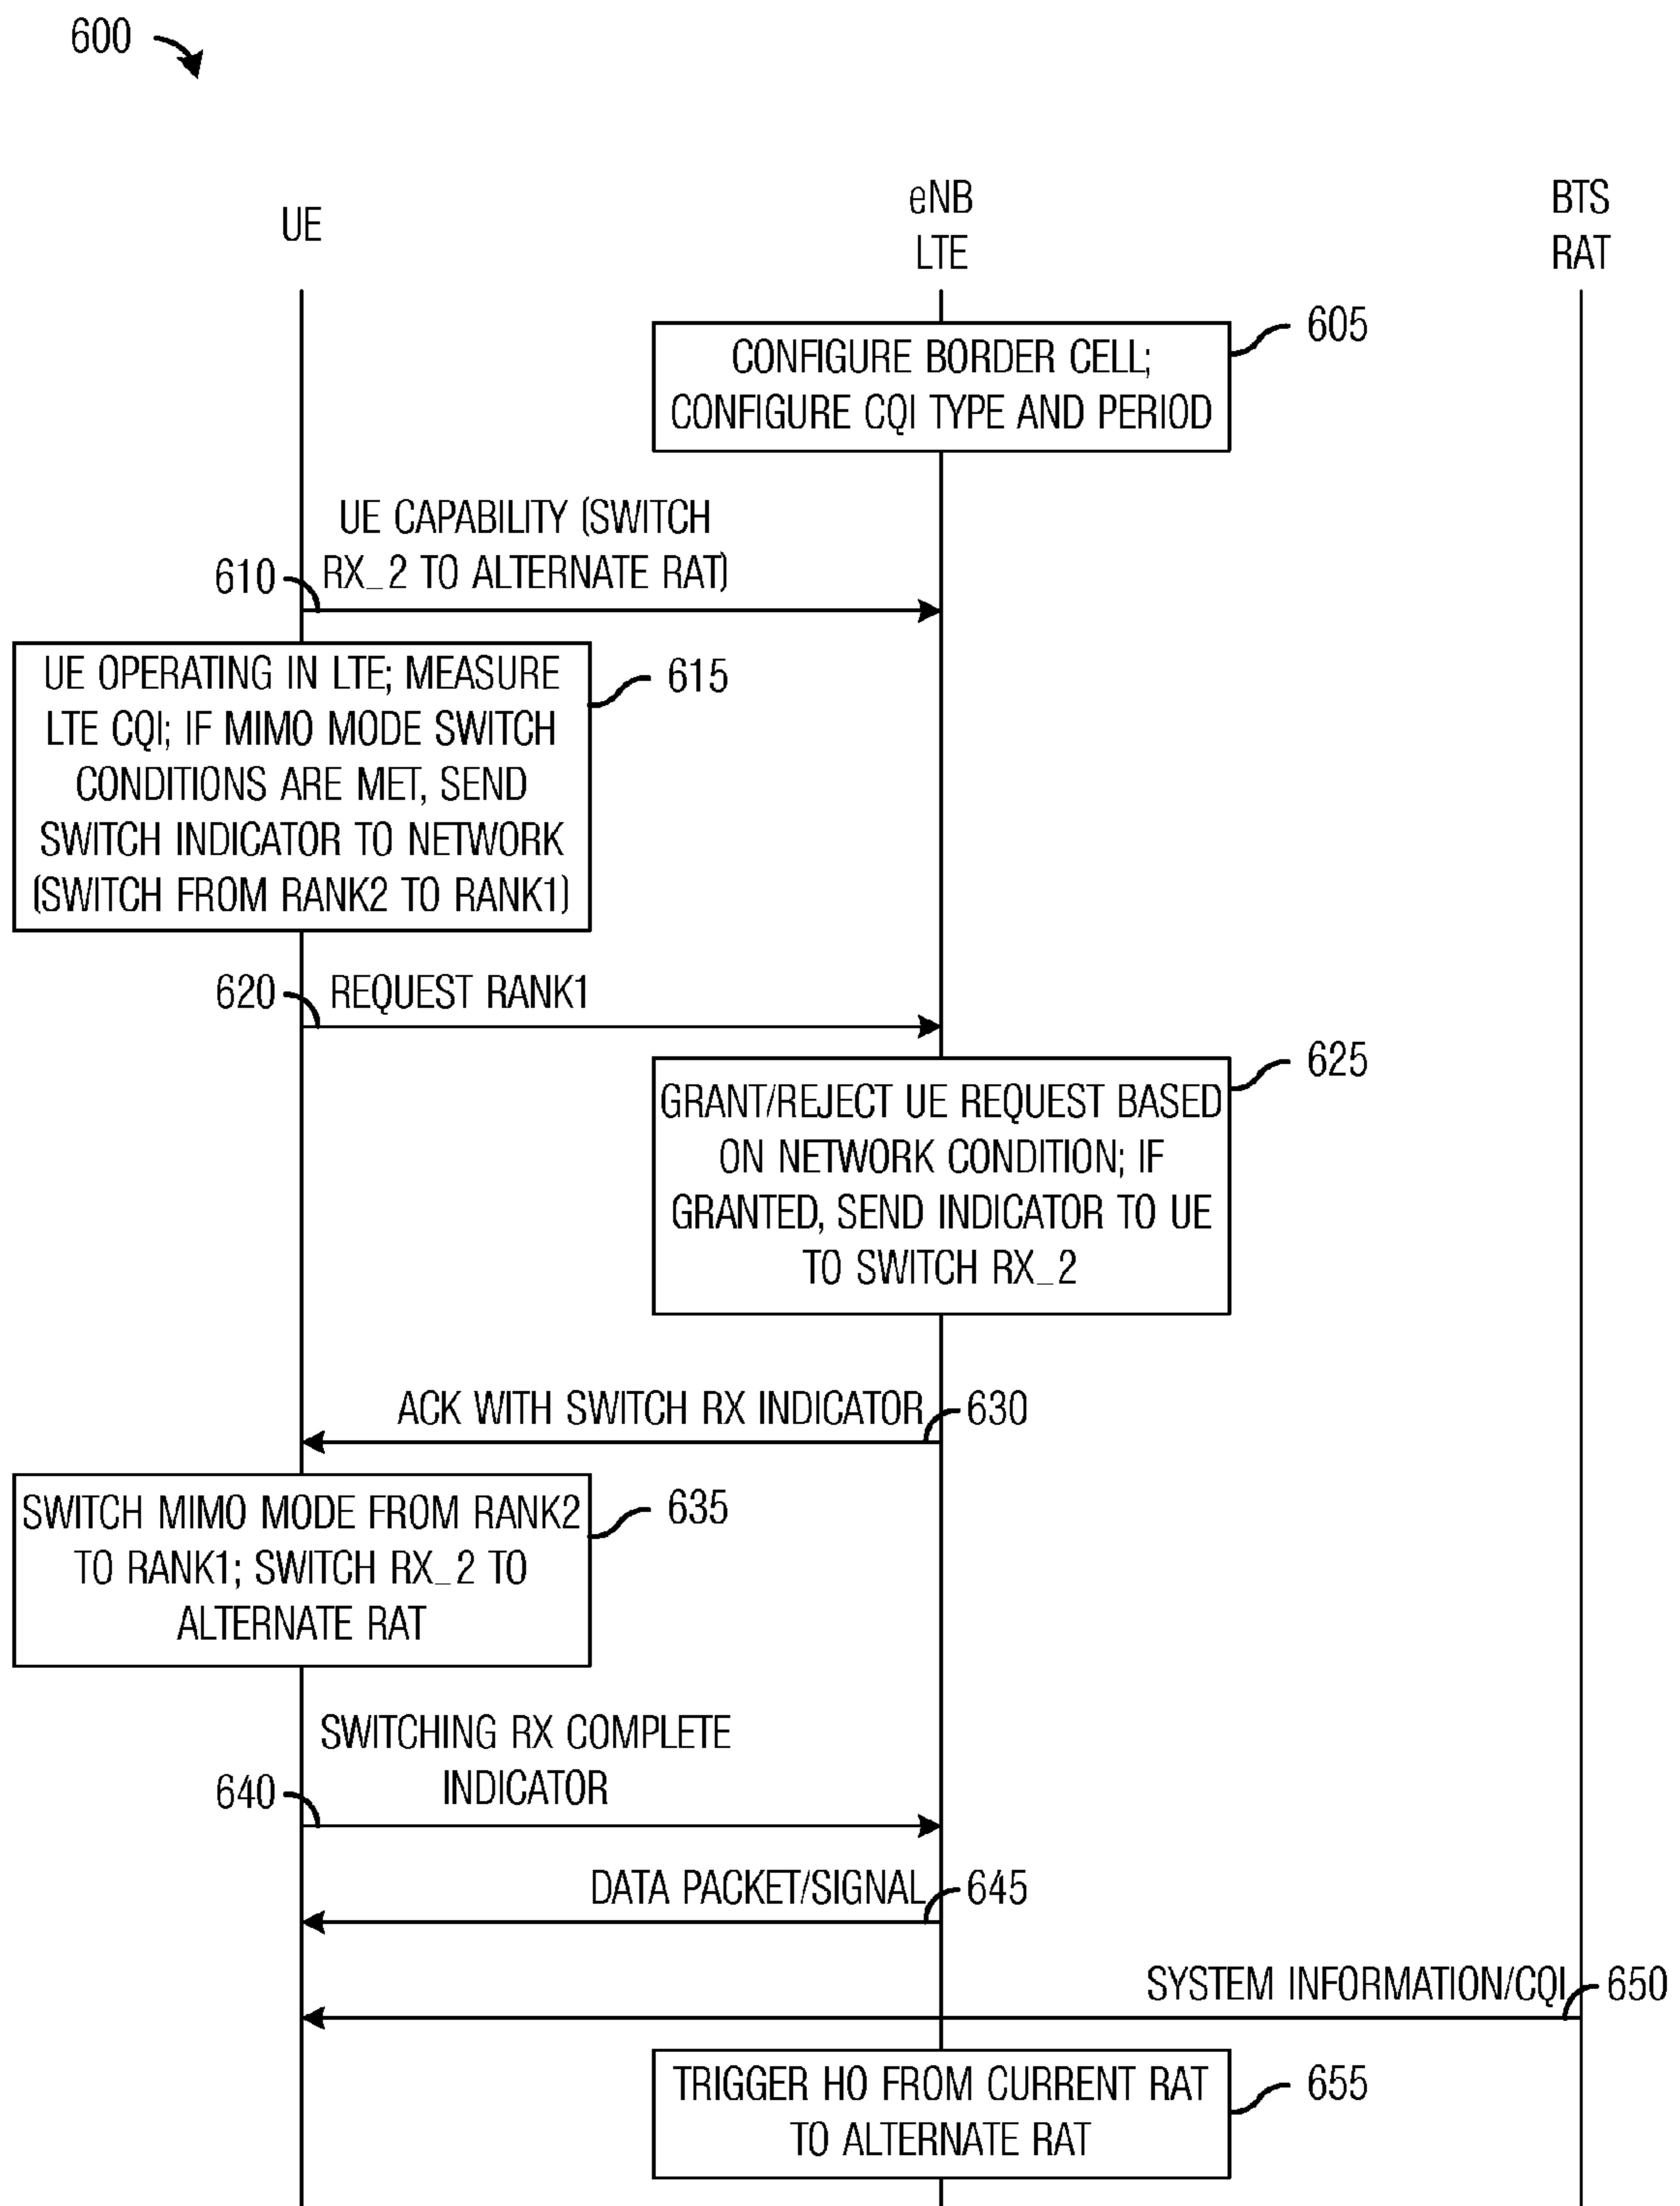 600
UE
eNB
LTE
BTS
RAT
605
CONFIGURE BORDER CELL;
CONFIGURE CQI TYPE AND PERIOD
UE CAPABILITY (SWITCH
RX_2 TO ALTERNATE RAT)
610
UE OPERATING IN LTE; MEASURE
LTE CQI; IF MIMO MODE SWITCH
CONDITIONS ARE MET, SEND
SWITCH INDICATOR TO NETWORK
(SWITCH FROM RANK2 TO RANK1)
615
620
REQUEST RANK1
625
GRANT/REJECT UE REQUEST BASED
ON NETWORK CONDITION; IF
GRANTED, SEND INDICATOR TO UE
TO SWITCH RX_2
ACK WITH SWITCH RX INDICATOR
630
SWITCH MIMO MODE FROM RANK2
TO RANK1; SWITCH RX_2 TO
ALTERNATE RAT
635
SWITCHING RX COMPLETE
INDICATOR
640
DATA PACKET/SIGNAL
645
SYSTEM INFORMATION/CQI
650
TRIGGER HO FROM CURRENT RAT
TO ALTERNATE RAT
655